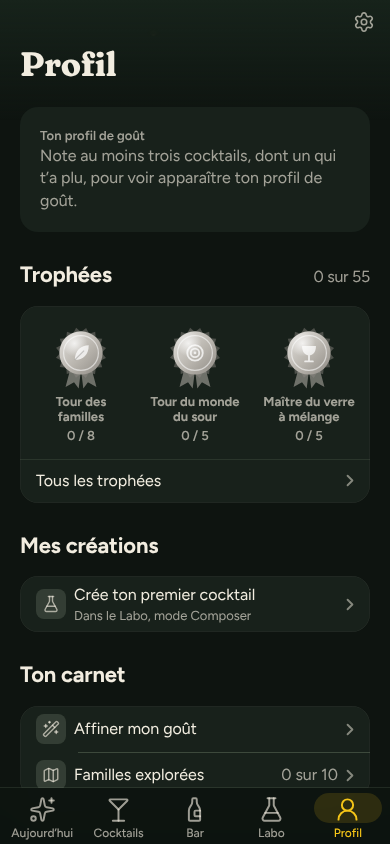 Profil
Ton profil de goût
Note au moins trois cocktails, dont un qui
t'a plu, pour voir apparaître ton profil de
goût.
Trophées
0 sur 55
Tour des
familles
0 / 8
Tour du monde
du sour
0 / 5
Maître du verre
à mélange
0 / 5
Tous les trophées
Mes créations
Crée ton premier cocktail
Dans le Labo, mode Composer
Ton carnet
Affiner mon goût
Familles explorées
0 sur 10
Aujourd'hui
Cocktails
Bar
Labo
Profil